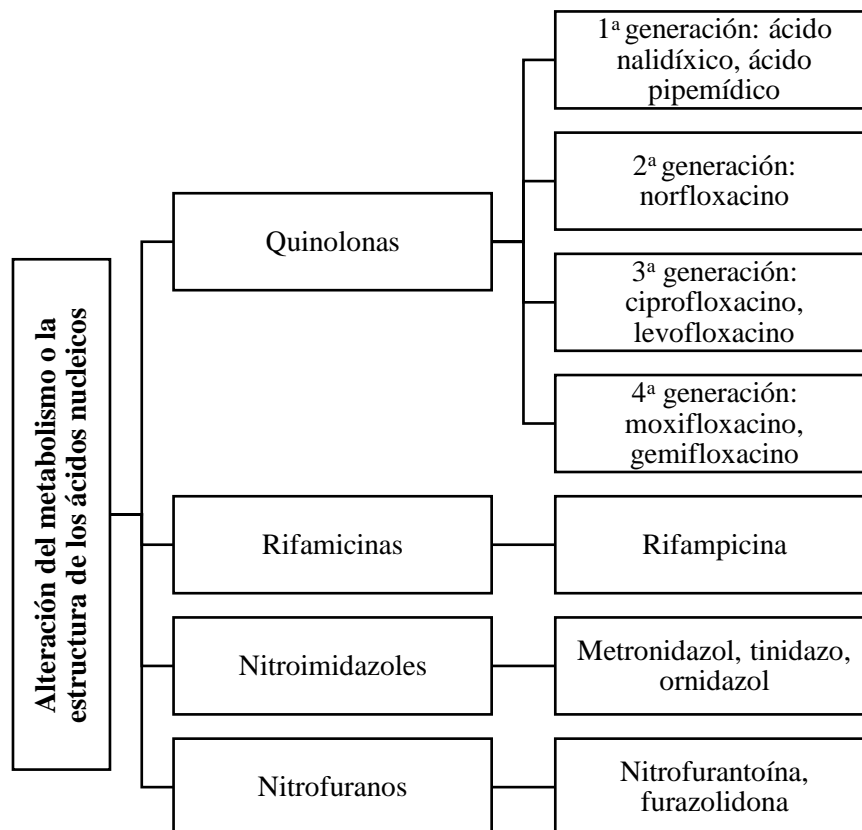 Alteración del metabolismo o la
estructura de los ácidos nucleicos
Quinolonas
1ª generación: ácido
nalidíxico, ácido
pipemídico
2ª generación:
norfloxacino
3ª generación:
ciprofloxacino,
levofloxacino
4ª generación:
moxifloxacino,
gemifloxacino
Rifamicinas
Rifampicina
Nitroimidazoles
Metronidazol, tinidazo,
ornidazol
Nitrofuranos
Nitrofurantoína,
furazolidona